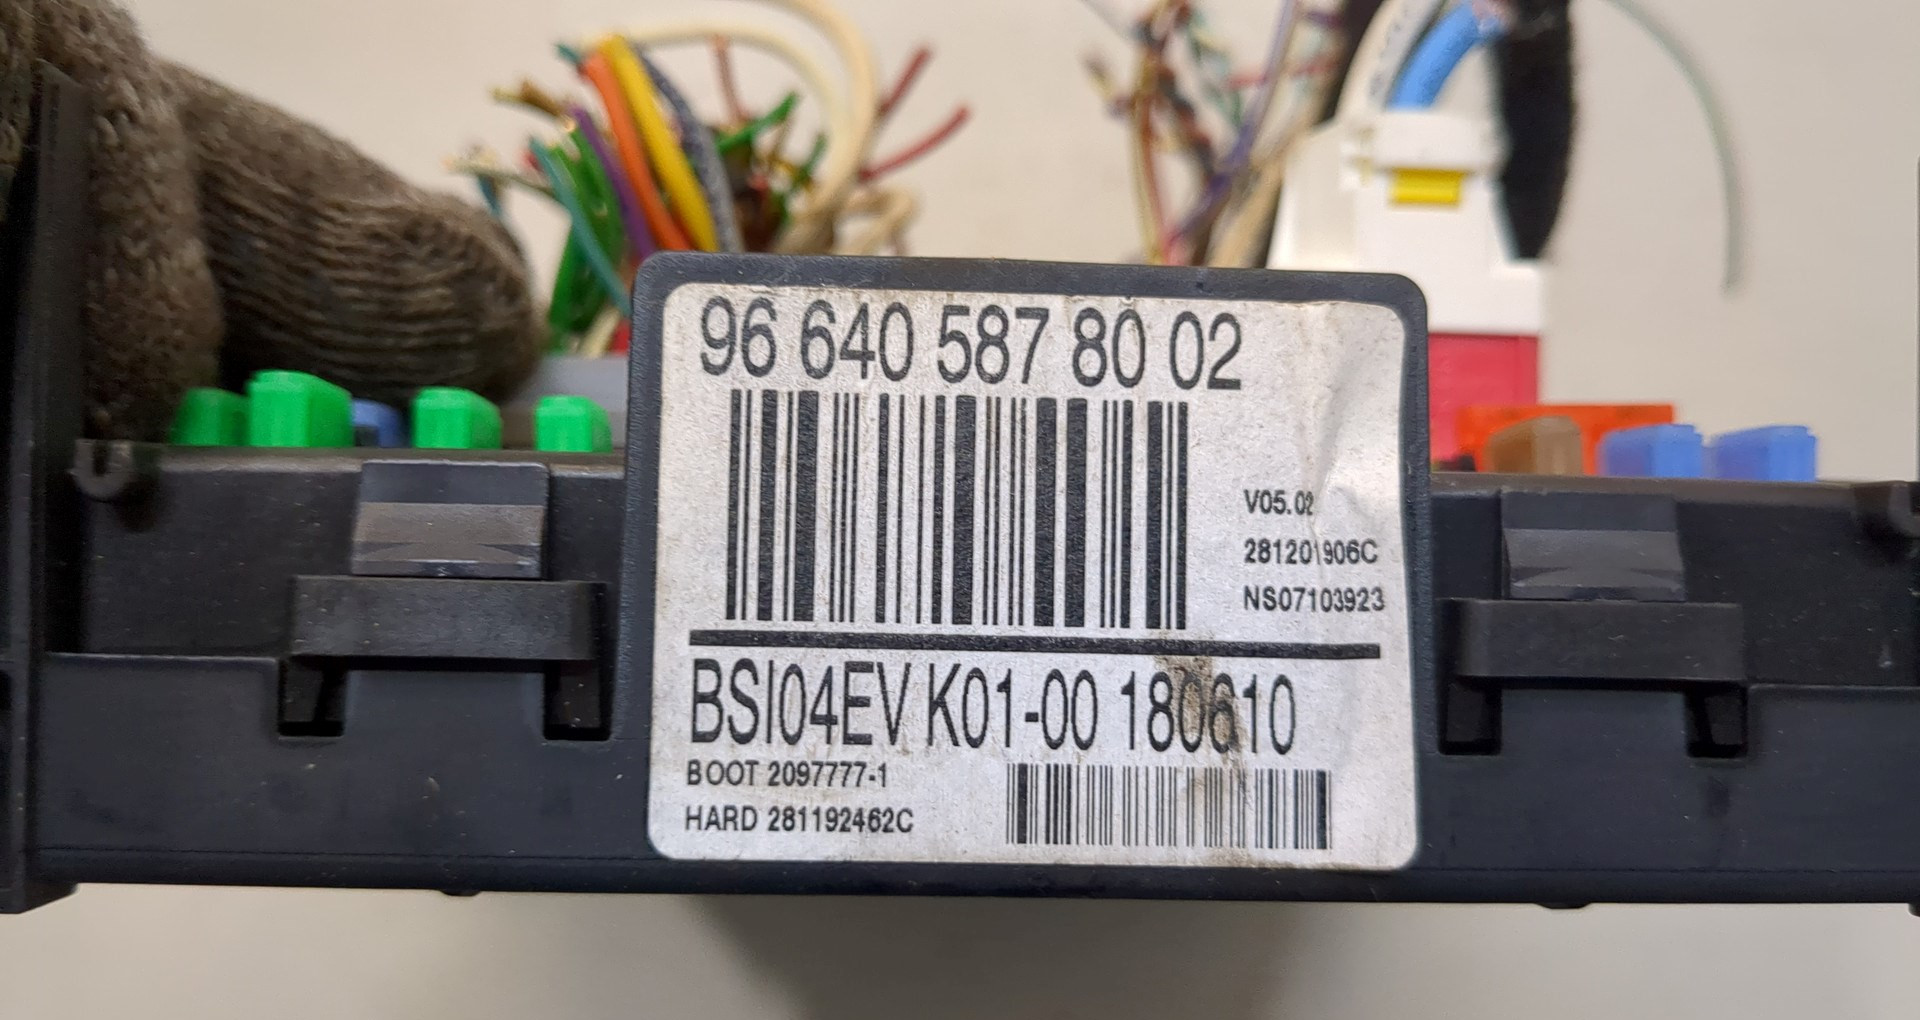 96 640 587 80 02
V05.02
281201906C
NS07103923
BSI04EV K01-00 180610
BOOT 2097777-1
HARD 281192462C